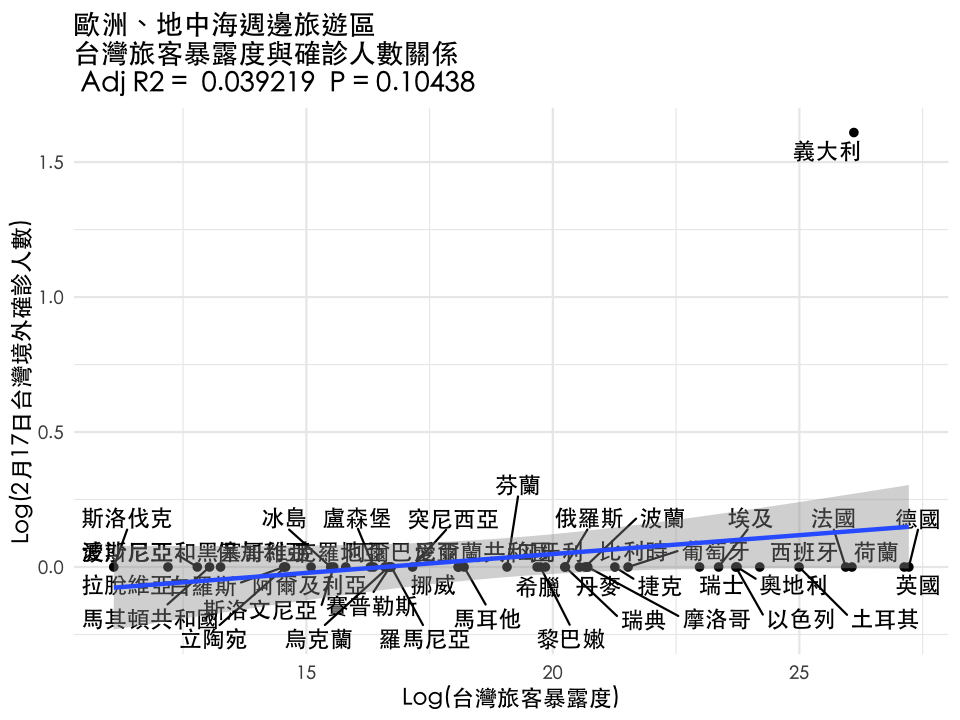 歐洲、地中海週邊旅遊區
台灣旅客暴露度與確診人數關係
Adj R2 = 0.039219 P = 0.10438
Log(2月17日台灣境外確診人數)
1.5
1.0
0.5
0.0
義大利
芬蘭
斯洛伐克
冰島
盧森堡
突尼西亞
俄羅斯
波蘭
埃及
法國
德國
比利時
葡萄牙
西班牙
荷蘭
拉脫維亞
阿爾及利亞
挪威
希臘
丹麥
捷克
瑞士
奧地利
英國
馬其頓共和國
斯洛文尼亞
賽普勒斯
馬耳他
瑞典
摩洛哥
以色列
土耳其
立陶宛
烏克蘭
羅馬尼亞
黎巴嫩
15
20
25
Log(台灣旅客暴露度)